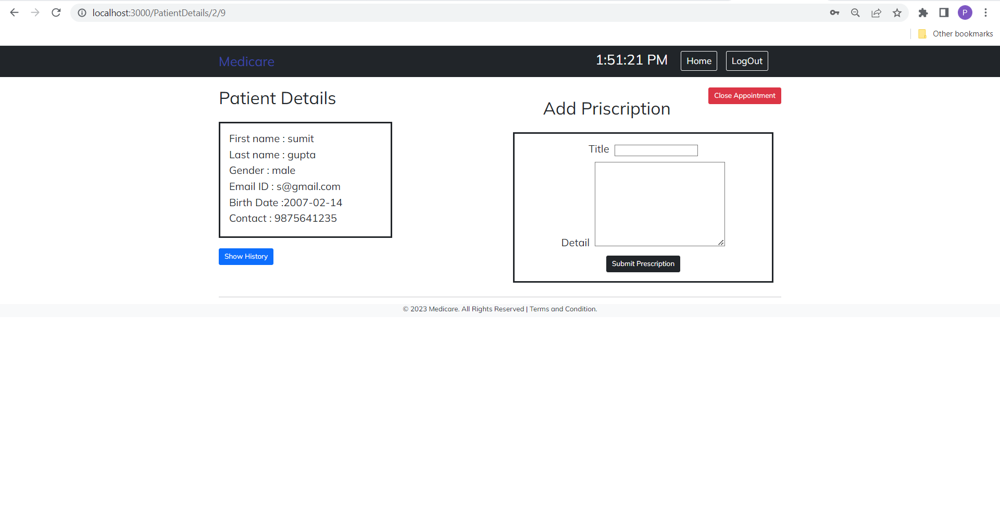 localhost:3000/PatientDetails/2/9
P
Other bookmarks
Medicare
1:51:21 PM
Home
LogOut
Patient Details
Close Appointment
Add Priscription
First name : sumit
Last name : gupta
Gender : male
Email ID : s@gmail.com
Birth Date :2007-02-14
Contact : 9875641235
Show History
Title
Detail
Submit Prescription
© 2023 Medicare. All Rights Reserved | Terms and Condition.